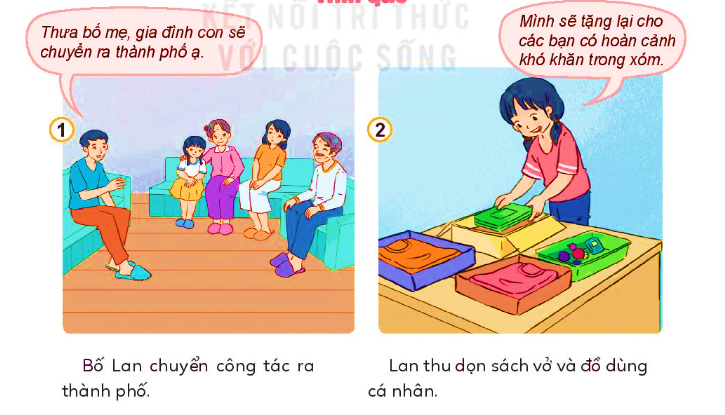 KẾT NỐI TRI THỨC
VỚI CUỘC SỐNG
Thưa bố mẹ, gia đình con sẽ
chuyển ra thành phố ạ.
Mình sẽ tặng lại cho
các bạn có hoàn cảnh
khó khăn trong xóm.
1
2
Bố Lan chuyển công tác ra
thành phố.
Lan thu dọn sách vở và đồ dùng
cá nhân.